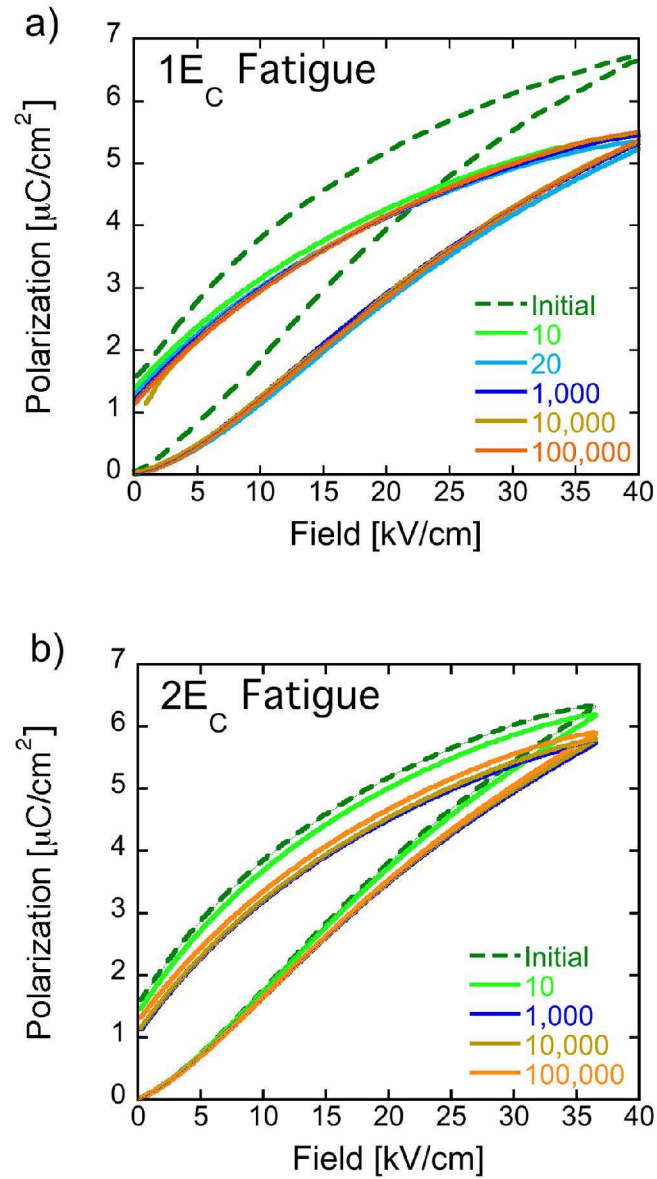 a)
1E_C Fatigue
Polarization [μC/cm²]
7
6
5
4
3
2
1
0
Initial
10
20
1,000
10,000
100,000
0 5 10 15 20 25 30 35 40
Field [kV/cm]
b)
2E_C Fatigue
Polarization [μC/cm²]
7
6
5
4
3
2
1
0
Initial
10
1,000
10,000
100,000
0 5 10 15 20 25 30 35 40
Field [kV/cm]